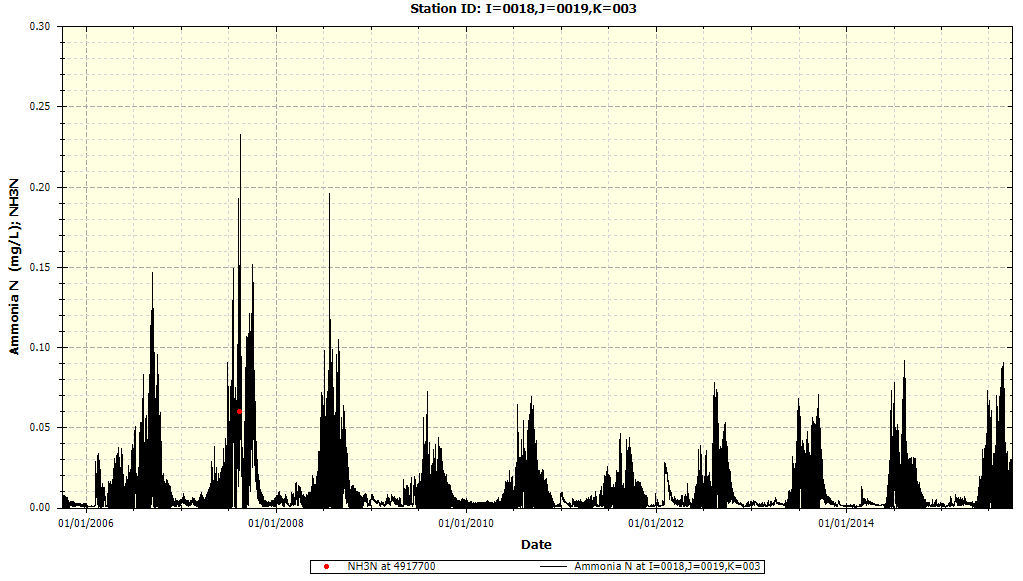 Station ID: I=0018,J=0019,K=003
0.30
0.25
0.20
0.15
0.10
0.05
0.00
Ammonia N (mg/L); NH3N
01/01/2006 01/01/2008 01/01/2010 01/01/2012 01/01/2014
Date
NH3N at 4917700 Ammonia N at I=0018,J=0019,K=003